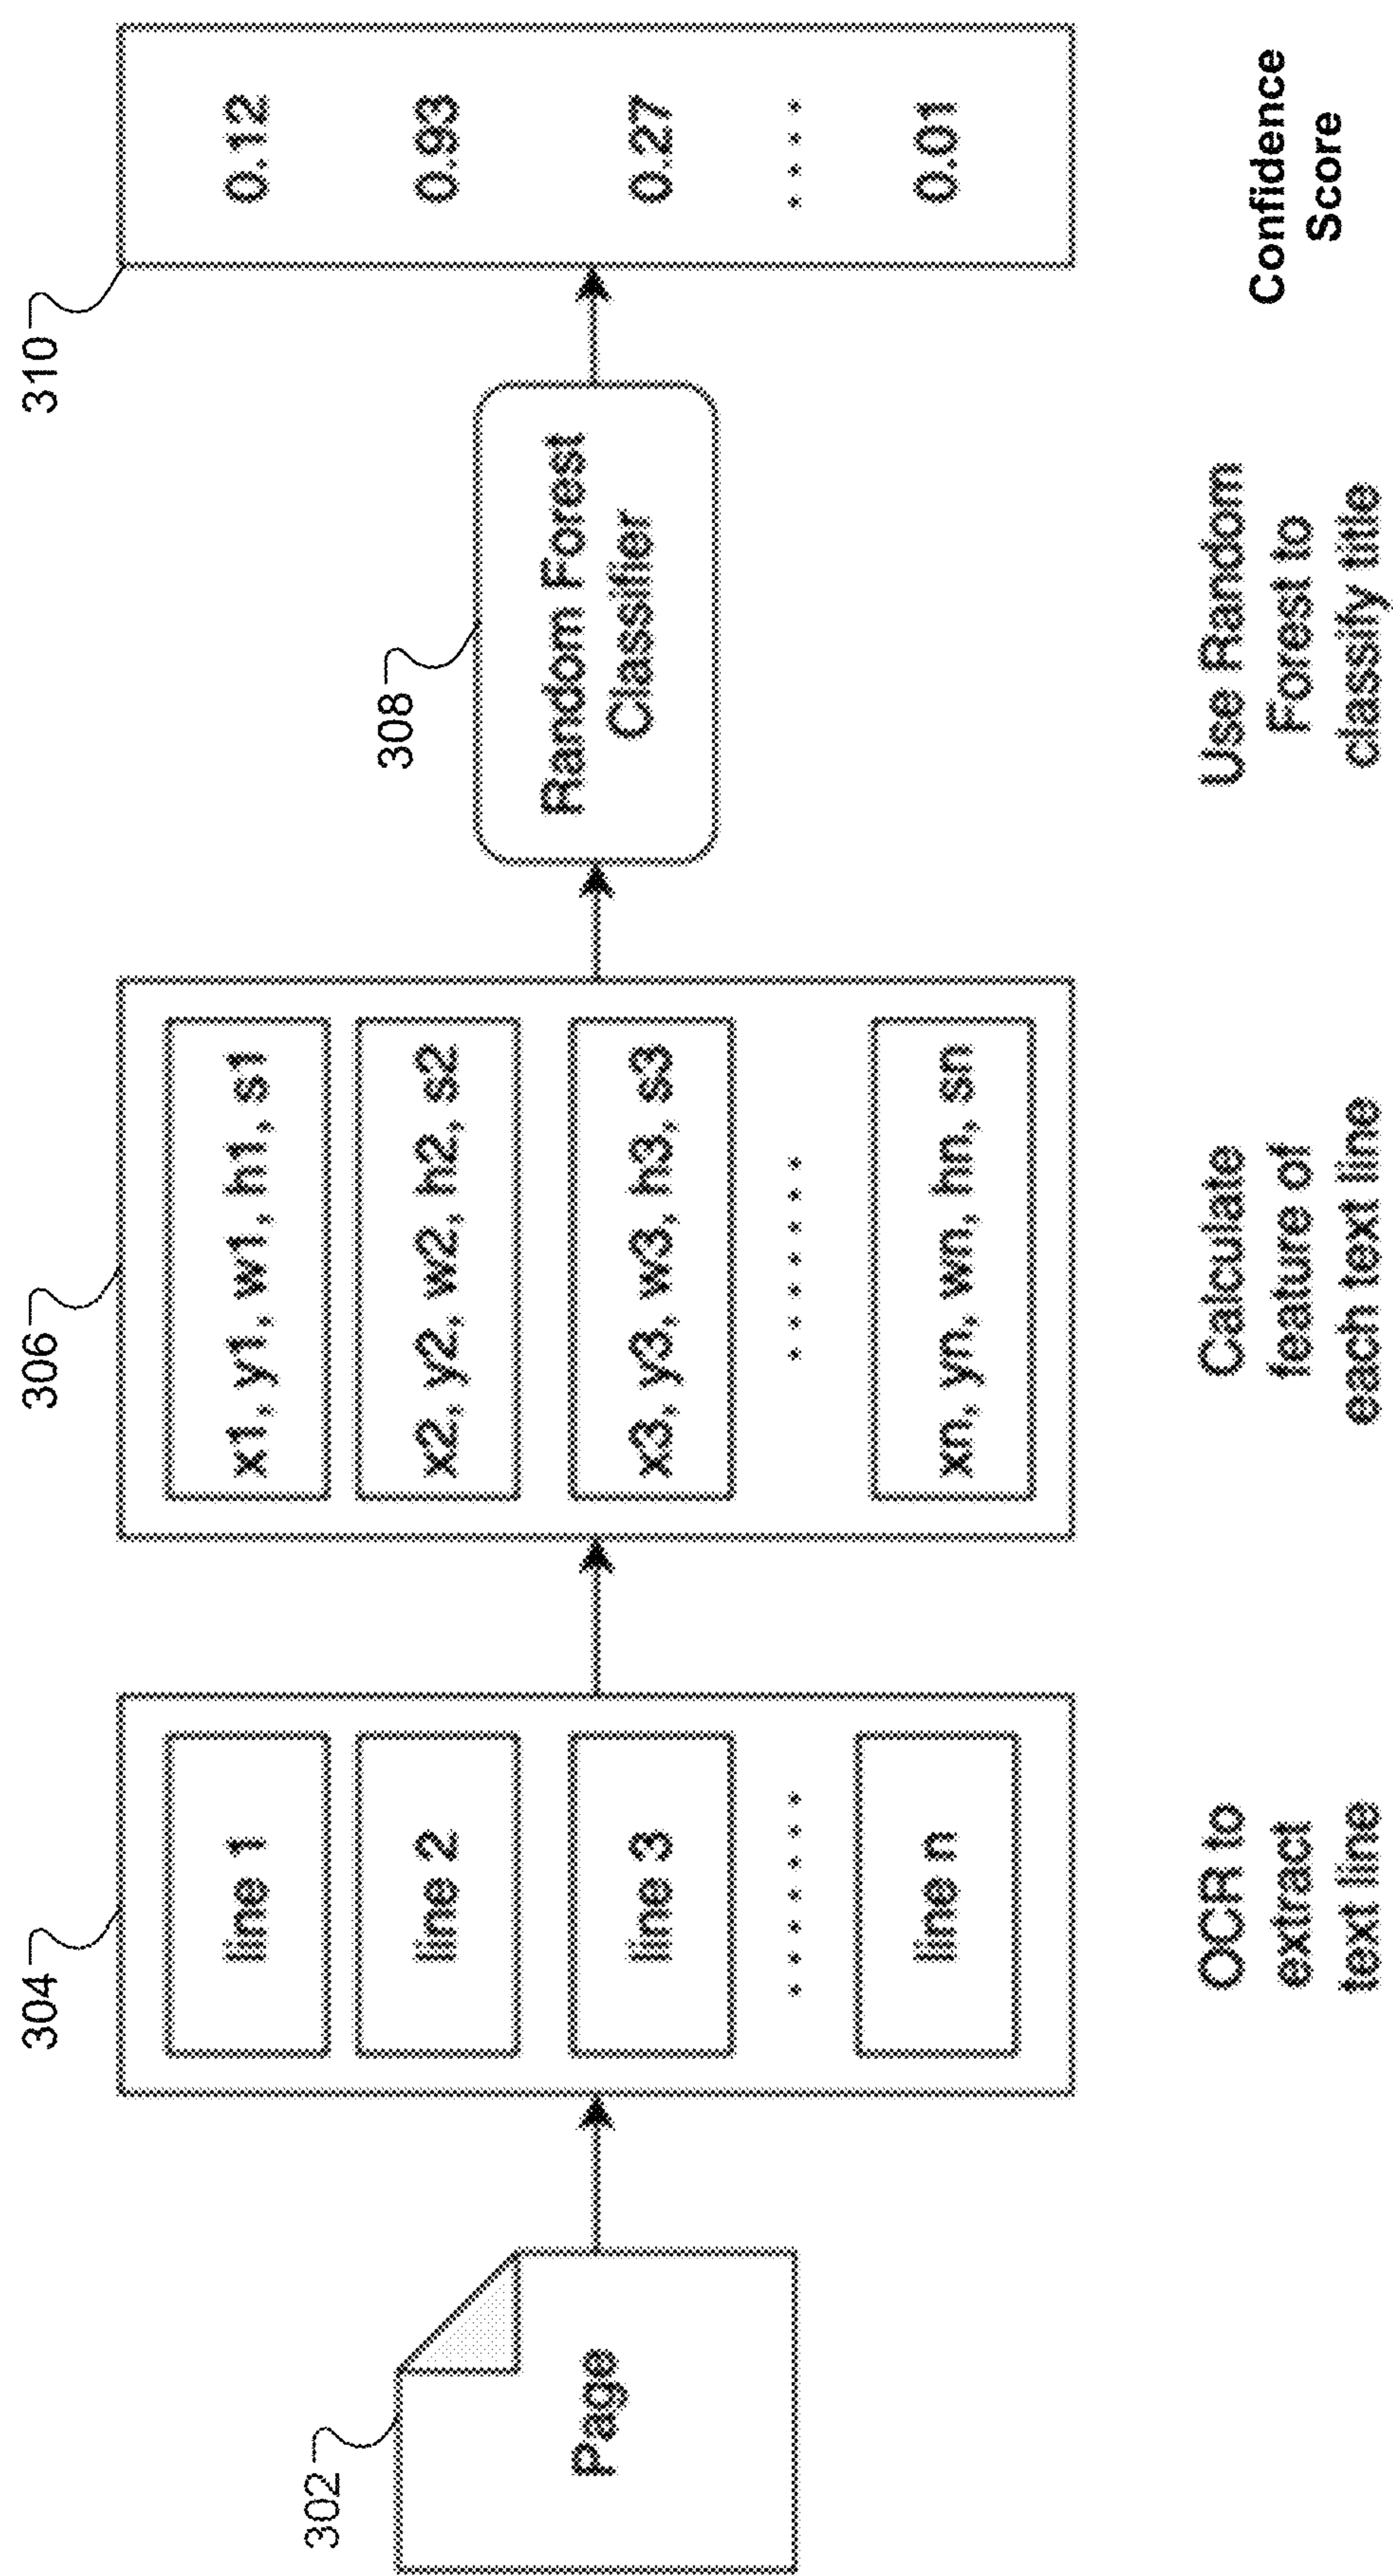 302
Page
304
line 1
line 2
line 3
. . . . . . .
line n
OCR to
extract
text line
306
x1, y1, w1, h1, s1
x2, y2, w2, h2, s2
x3, y3, w3, h3, s3
. . . . . . .
xn, yn, wn, hn, sn
Calculate
feature of
each text line
308
Random Forest
Classifier
Use Random
Forest to
classify title
310
0.12
0.93
0.27
. . . .
0.01
Confidence
Score